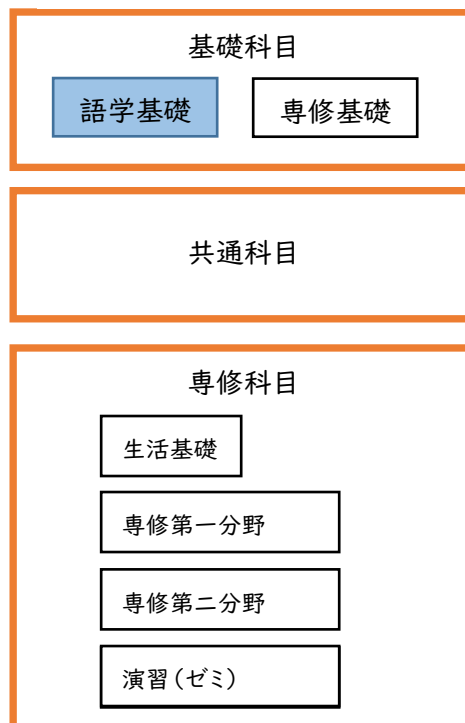 基礎科目
語学基礎 専修基礎
共通科目
専修科目
生活基礎
専修第一分野
専修第二分野
演習(ゼミ)